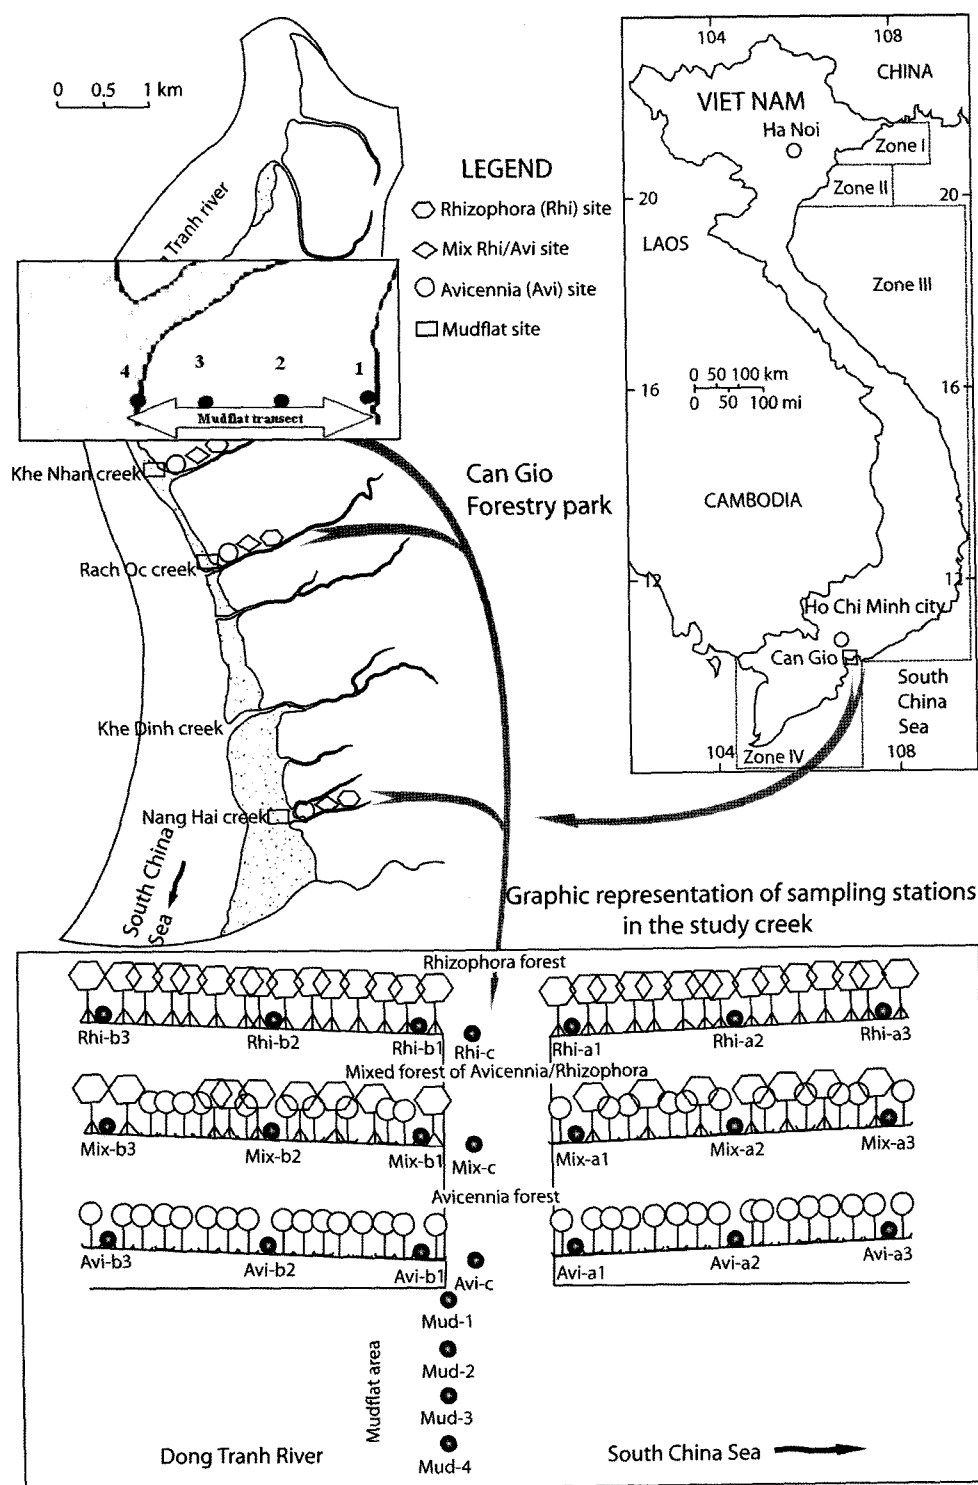 0 0.5 1 km
Tranh river
LEGEND
Rhizophora (Rhi) site
Mix Rhi/Avi site
Avicennia (Avi) site
Mudflat site
4 3 2 1
Mudflat transect
Khe Nhan creek
Rach Oc creek
Khe Dinh creek
Nang Hai creek
South China
Sea
Can Gio
Forestry park
104 108
CHINA
VIET NAM
Ha Noi
Zone I
Zone II
20 20
LAOS
Zone III
0 50 100 km
0 50 100 mi
16 16
CAMBODIA
12 12
Ho Chi Minh city
Can Gio
South
China
Sea
104 108
Zone IV
Graphic representation of sampling stations
in the study creek
Rhizophora forest
Rhi-b3 Rhi-b2 Rhi-b1 Rhi-c Rhi-a1 Rhi-a2 Rhi-a3
Mixed forest of Avicennia/Rhizophora
Mix-b3 Mix-b2 Mix-b1 Mix-c Mix-a1 Mix-a2 Mix-a3
Avicennia forest
Avi-b3 Avi-b2 Avi-b1 Avi-c Avi-a1 Avi-a2 Avi-a3
Mud-1
Mud-2
Mud-3
Mud-4
Mudflat area
Dong Tranh River
South China Sea